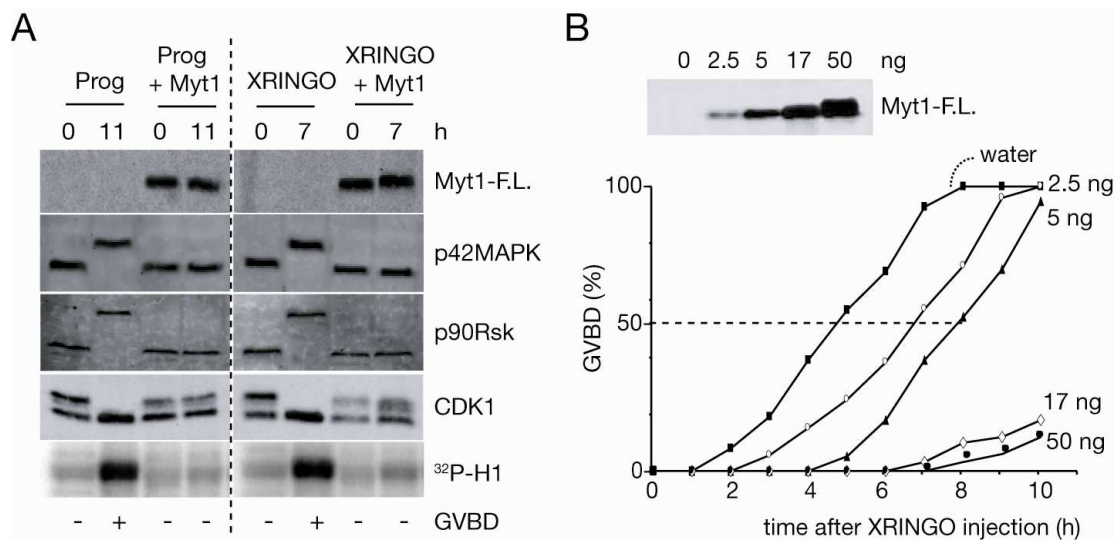 A
Prog
Prog
+ Myt1
XRINGO
XRINGO
+ Myt1
0 11 0 11 0 7 0 7 h
Myt1-F.L.
p42MAPK
p90Rsk
CDK1
³²P-H1
- + - - - + - - GVBD
B
0 2.5 5 17 50 ng
Myt1-F.L.
water
100
2.5 ng
5 ng
GVBD (%)
50
17 ng
50 ng
0
0 2 4 6 8 10
time after XRINGO injection (h)